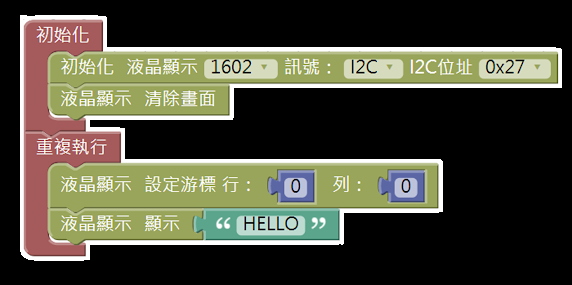 初始化
初始化 液晶顯示 1602 訊號： I2C I2C位址 0x27
液晶顯示 清除畫面
重複執行
液晶顯示 設定游標 行： 0 列： 0
液晶顯示 顯示 “ HELLO ”